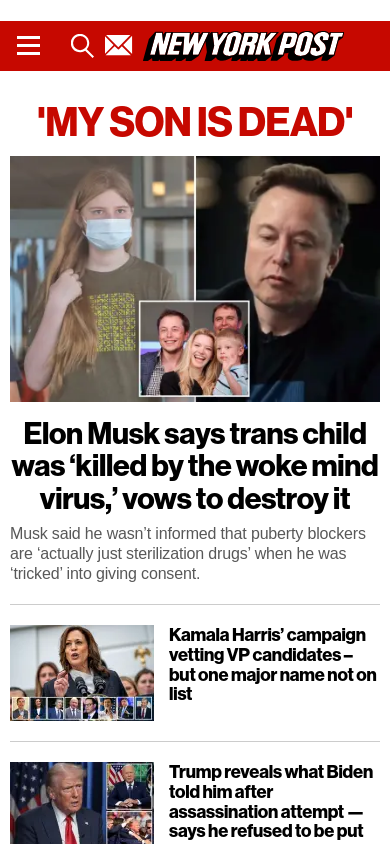 NEW YORK POST
'MY SON IS DEAD'
Elon Musk says trans child
was ‘killed by the woke mind
virus,’ vows to destroy it
Musk said he wasn’t informed that puberty blockers
are ‘actually just sterilization drugs’ when he was
‘tricked’ into giving consent.
Kamala Harris’ campaign
vetting VP candidates –
but one major name not on
list
Trump reveals what Biden
told him after
assassination attempt —
says he refused to be put